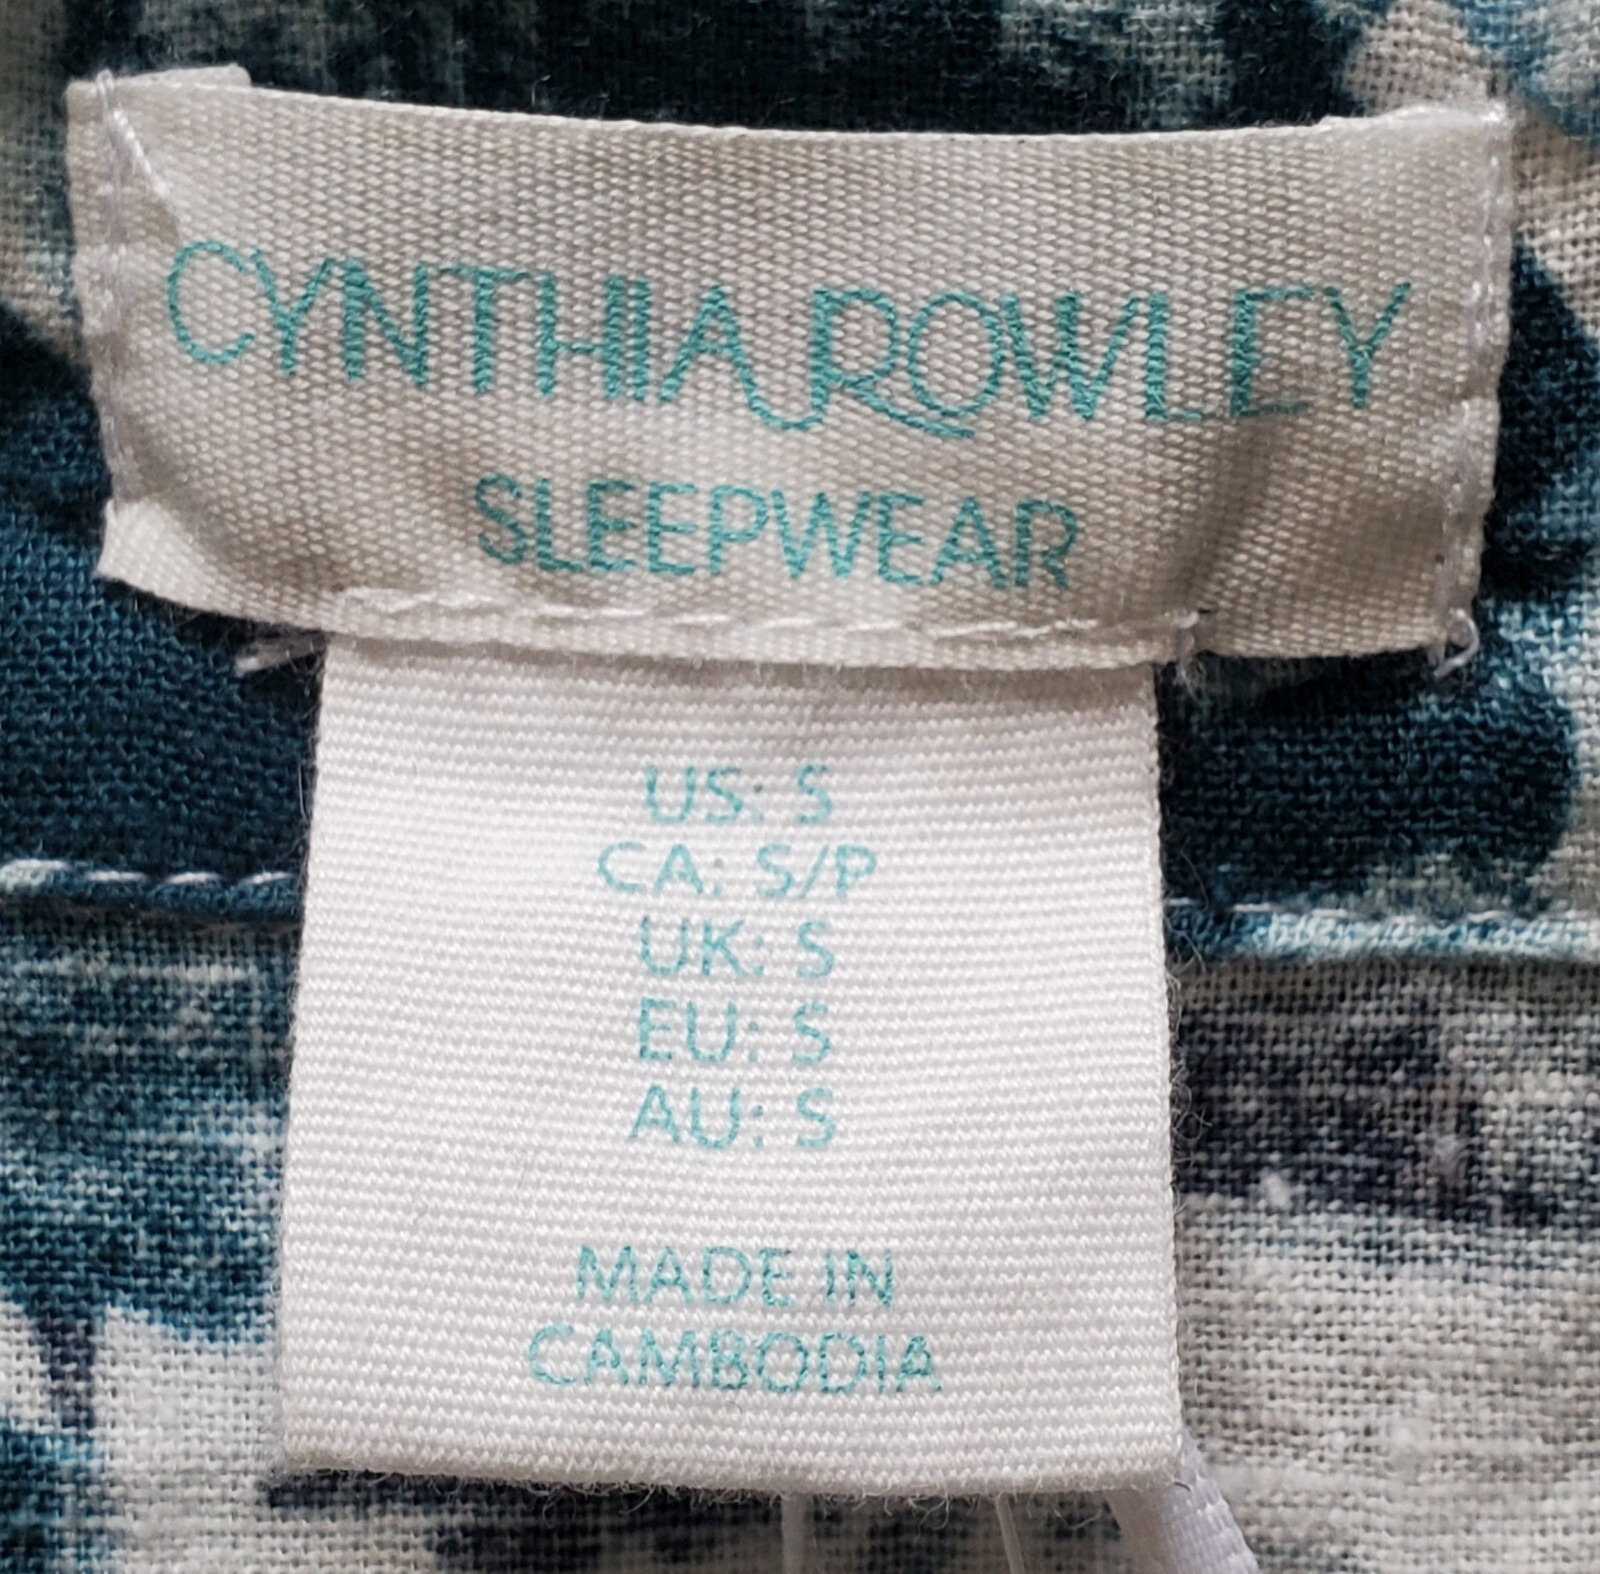 CYNTHIA ROWLEY
SLEEPWEAR
US: S
CA: S/P
UK: S
EU: S
AU: S
MADE IN
CAMBODIA